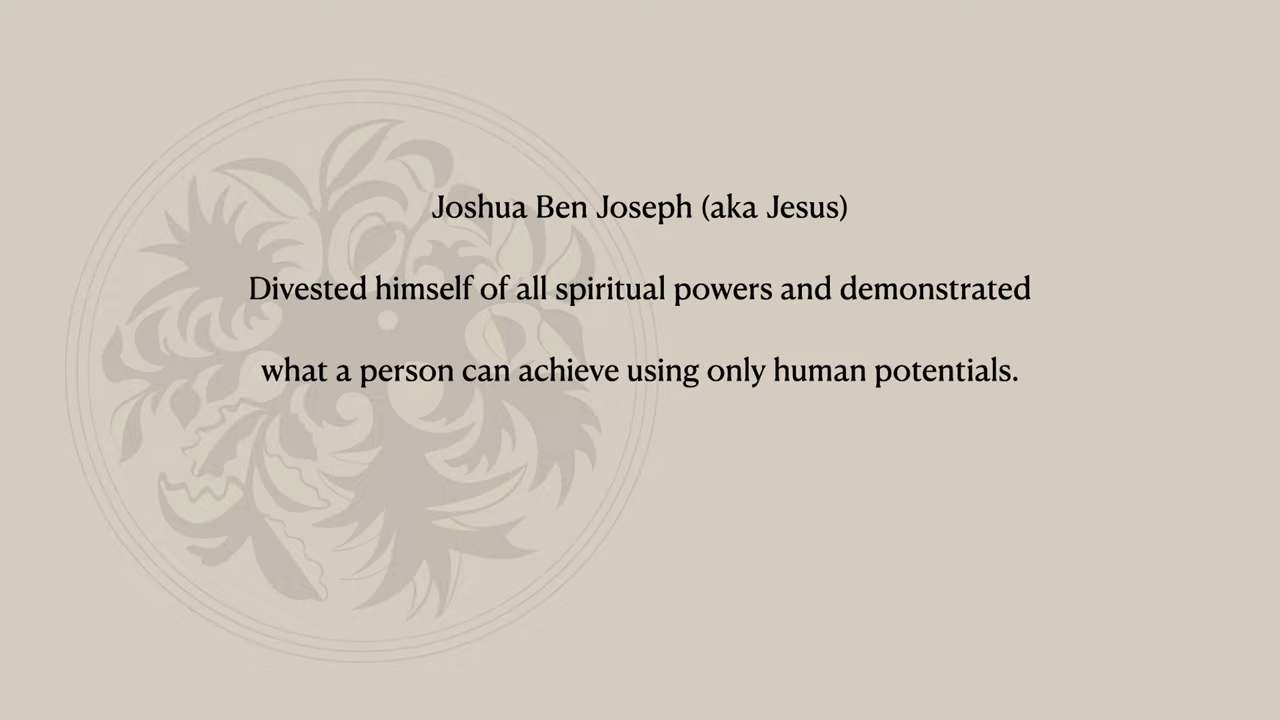 Joshua Ben Joseph (aka Jesus)
Divested himself of all spiritual powers and demonstrated
what a person can achieve using only human potentials.